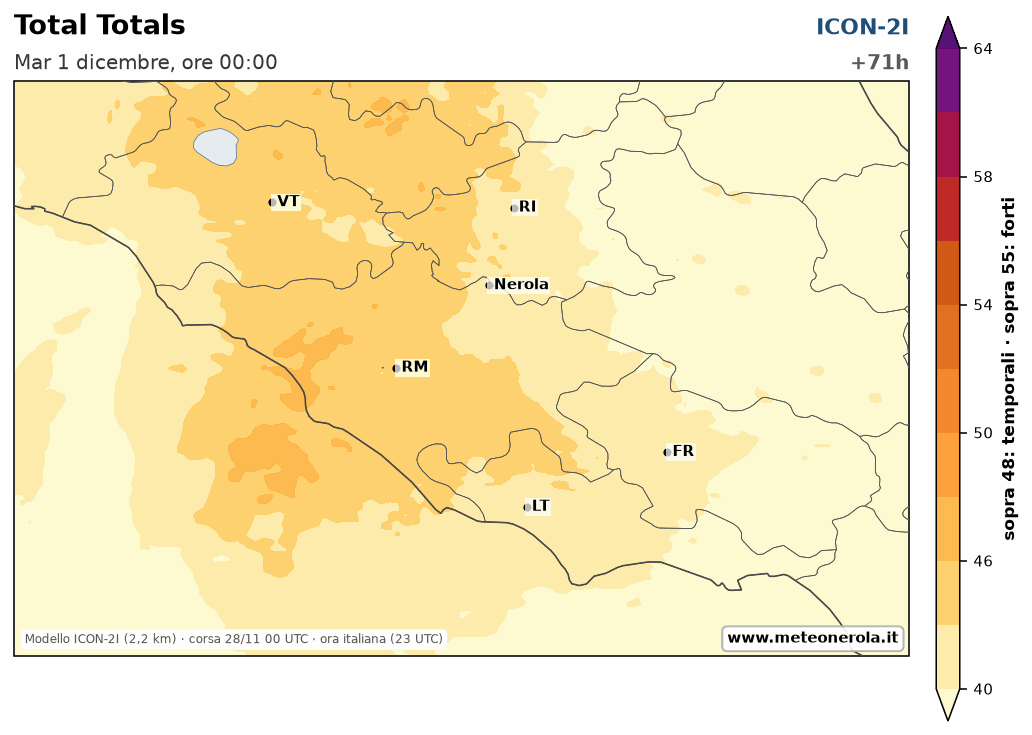 Total Totals
ICON-2I
Mar 1 dicembre, ore 00:00
+71h
VT
RI
Nerola
RM
FR
LT
Modello ICON-2I (2,2 km) · corsa 28/11 00 UTC · ora italiana (23 UTC)
www.meteonerola.it
64
58
54
50
46
40
sopra 48: temporali · sopra 55: forti